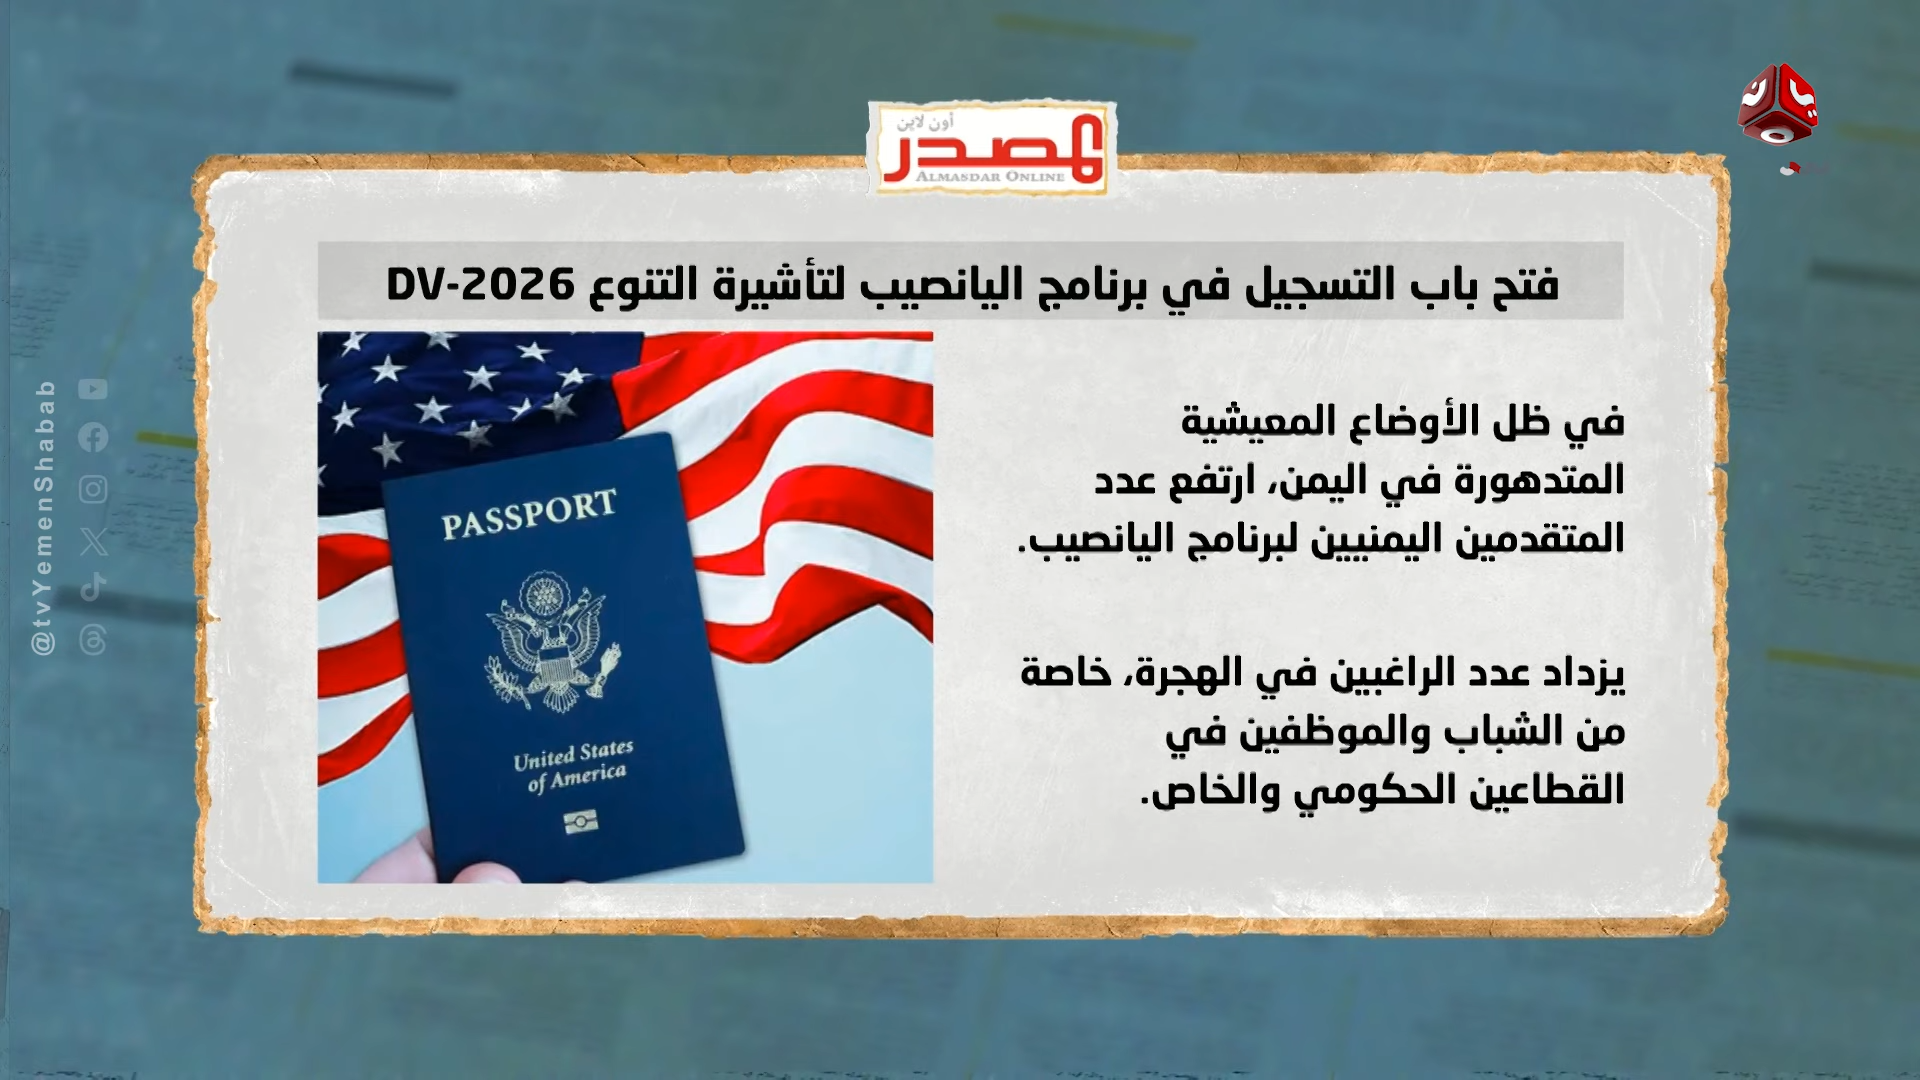 أون لاين
المصدر
ALMASDAR ONLINE
فتح باب التسجيل في برنامج اليانصيب لتأشيرة التنوع DV-2026
في ظل الأوضاع المعيشية
المتدهورة في اليمن، ارتفع عدد
المتقدمين اليمنيين لبرنامج اليانصيب.
يزداد عدد الراغبين في الهجرة، خاصة
من الشباب والموظفين في
القطاعين الحكومي والخاص.
PASSPORT
United States
of America
@tvYemenShabab